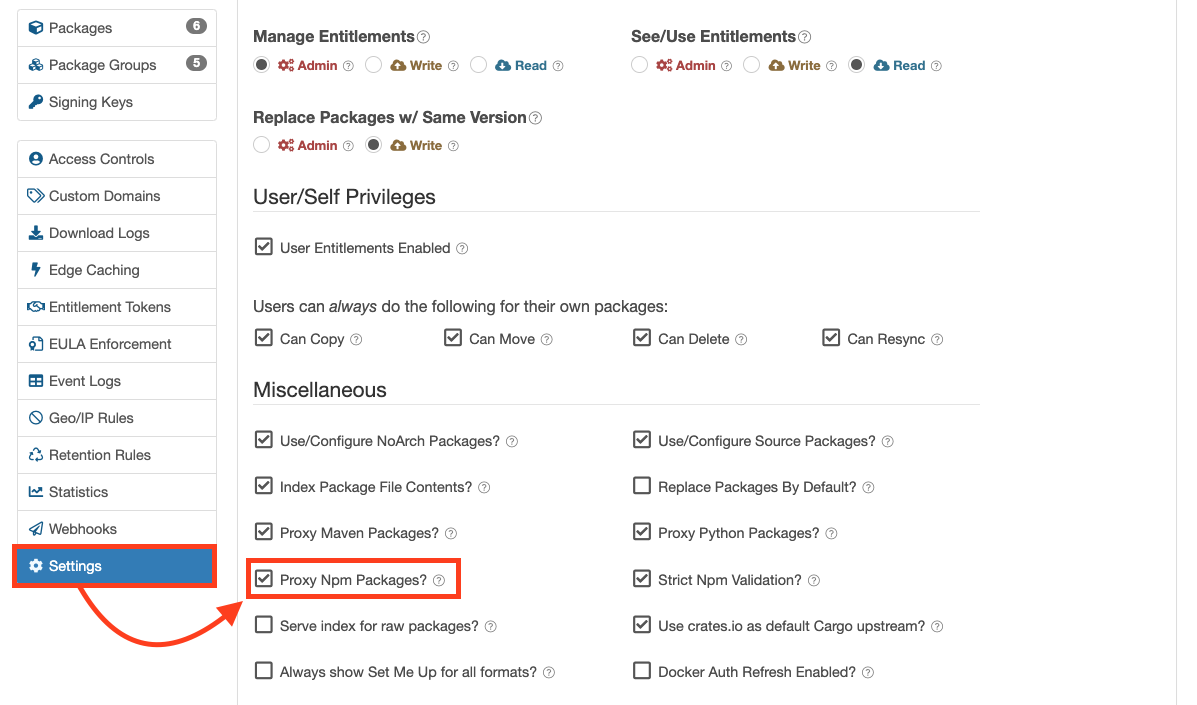 Packages 6
Package Groups 5
Signing Keys
Access Controls
Custom Domains
Download Logs
Edge Caching
Entitlement Tokens
EULA Enforcement
Event Logs
Geo/IP Rules
Retention Rules
Statistics
Webhooks
Settings
Manage Entitlements ?
Admin ? Write ? Read ?
See/Use Entitlements ?
Admin ? Write ? Read ?
Replace Packages w/ Same Version ?
Admin ? Write ?
User/Self Privileges
User Entitlements Enabled ?
Users can always do the following for their own packages:
Can Copy ? Can Move ? Can Delete ? Can Resync ?
Miscellaneous
Use/Configure NoArch Packages? ? Use/Configure Source Packages? ?
Index Package File Contents? ? Replace Packages By Default? ?
Proxy Maven Packages? ? Proxy Python Packages? ?
Proxy Npm Packages? ? Strict Npm Validation? ?
Serve index for raw packages? ? Use crates.io as default Cargo upstream? ?
Always show Set Me Up for all formats? ? Docker Auth Refresh Enabled? ?